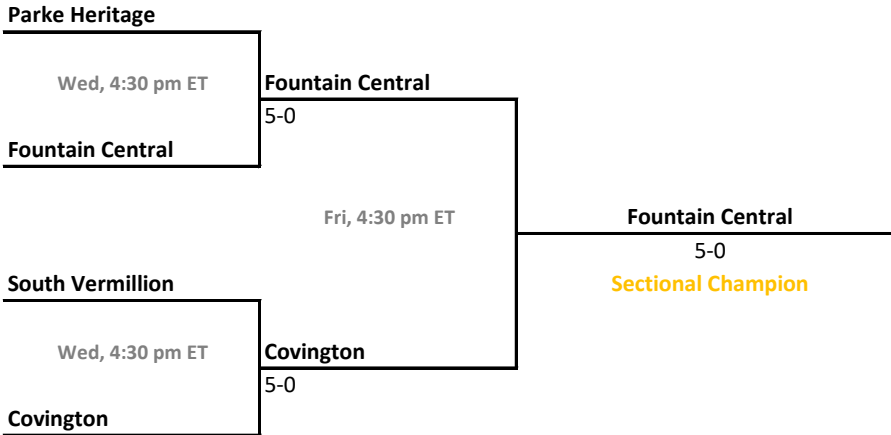 Parke Heritage
Wed, 4:30 pm ET
Fountain Central
5-0
Fountain Central
Fri, 4:30 pm ET
Fountain Central
5-0
Sectional Champion
South Vermillion
Wed, 4:30 pm ET
Covington
5-0
Covington